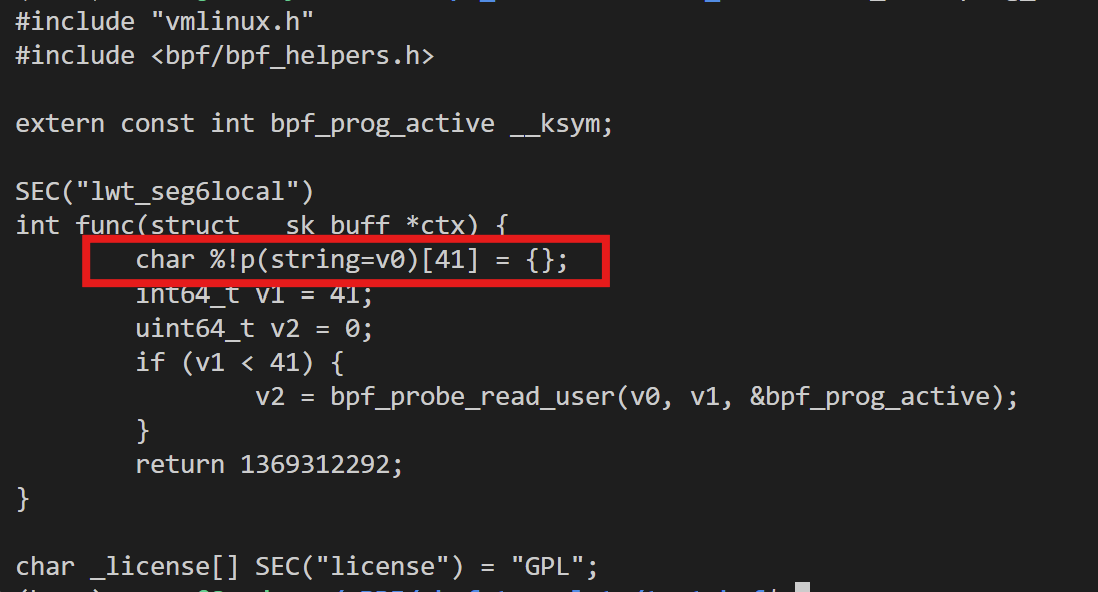 #include "vmlinux.h"
#include <bpf/bpf_helpers.h>
extern const int bpf_prog_active __ksym;
SEC("lwt_seg6local")
int func(struct __sk_buff *ctx) {
char %!p(string=v0)[41] = {};
int64_t v1 = 41;
uint64_t v2 = 0;
if (v1 < 41) {
v2 = bpf_probe_read_user(v0, v1, &bpf_prog_active);
}
return 1369312292;
}
char _license[] SEC("license") = "GPL";